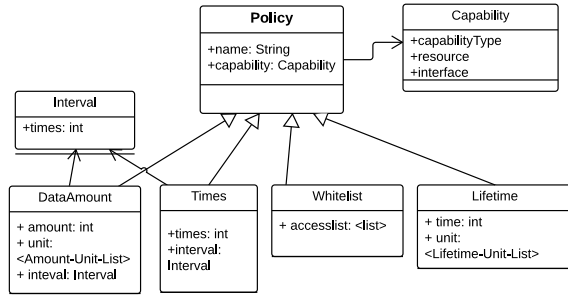 Policy
+name: String
+capability: Capability
Capability
+capabilityType
+resource
+interface
Interval
+times: int
DataAmount
+ amount: int
+ unit:
<Amount-Unit-List>
+ inteval: Interval
Times
+times: int
+interval:
Interval
Whitelist
+ accesslist: <list>
Lifetime
+ time: int
+ unit:
<Lifetime-Unit-List>